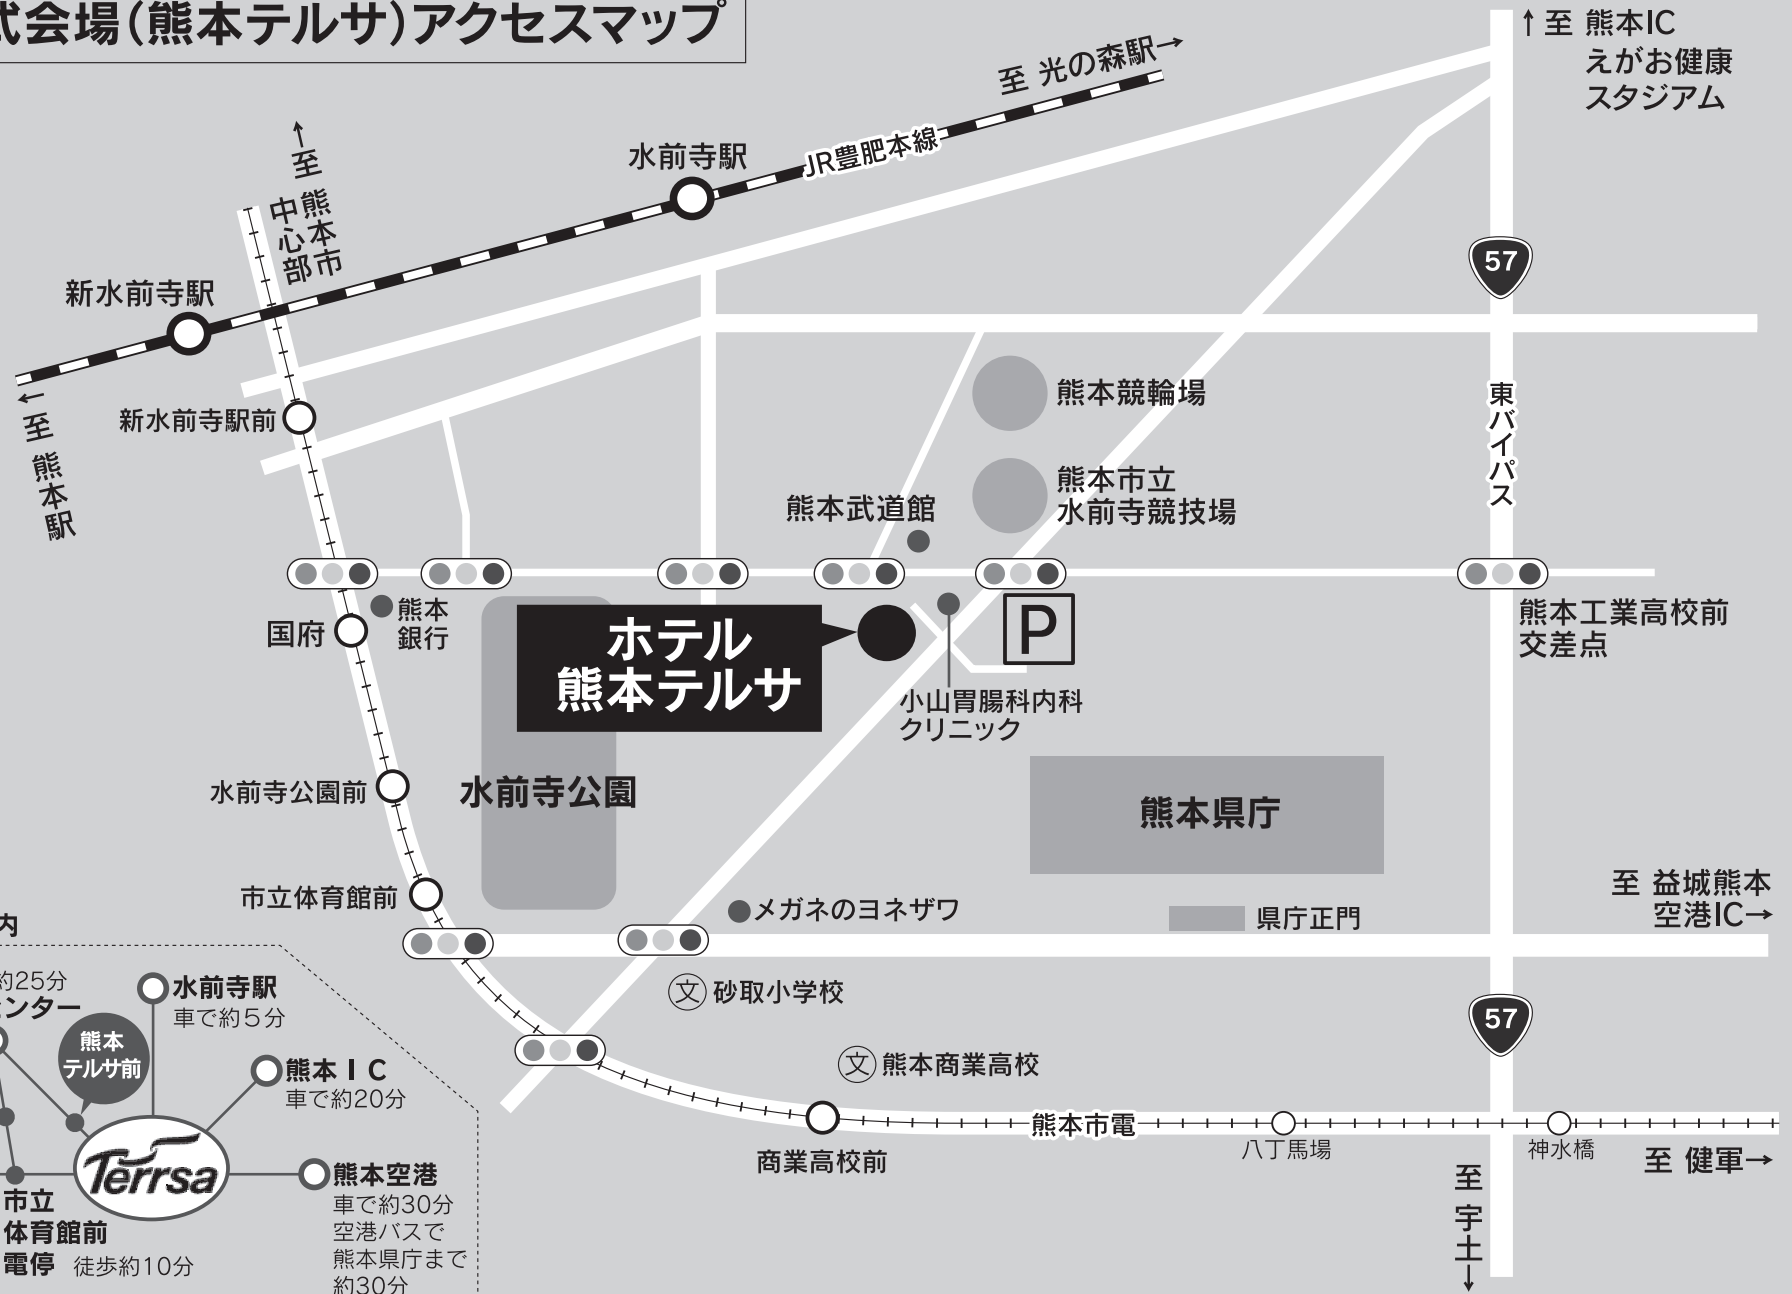 式会場(熊本テルサ)アクセスマップ
↑至 熊本IC
えがお健康
スタジアム
至 光の森駅→
JR豊肥本線
水前寺駅
←至 熊本市
中心部
新水前寺駅
←至 熊本駅
新水前寺駅前
57
東バイパス
熊本競輪場
熊本市立
水前寺競技場
熊本武道館
熊本
銀行
国府
ホテル
熊本テルサ
P
熊本工業高校前
交差点
小山胃腸科内科
クリニック
水前寺公園前
水前寺公園
熊本県庁
市立体育館前
メガネのヨネザワ
県庁正門
至 益城熊本
空港IC→
文 砂取小学校
57
文 熊本商業高校
熊本市電
商業高校前
八丁馬場
神水橋
至 健軍→
至 宇土→
内
約25分
ンター
水前寺駅
車で約5分
熊本
テルサ前
熊本IC
車で約20分
Terrsa
熊本空港
車で約30分
空港バスで
熊本県庁まで
約30分
市立
体育館前
電停 徒歩約10分